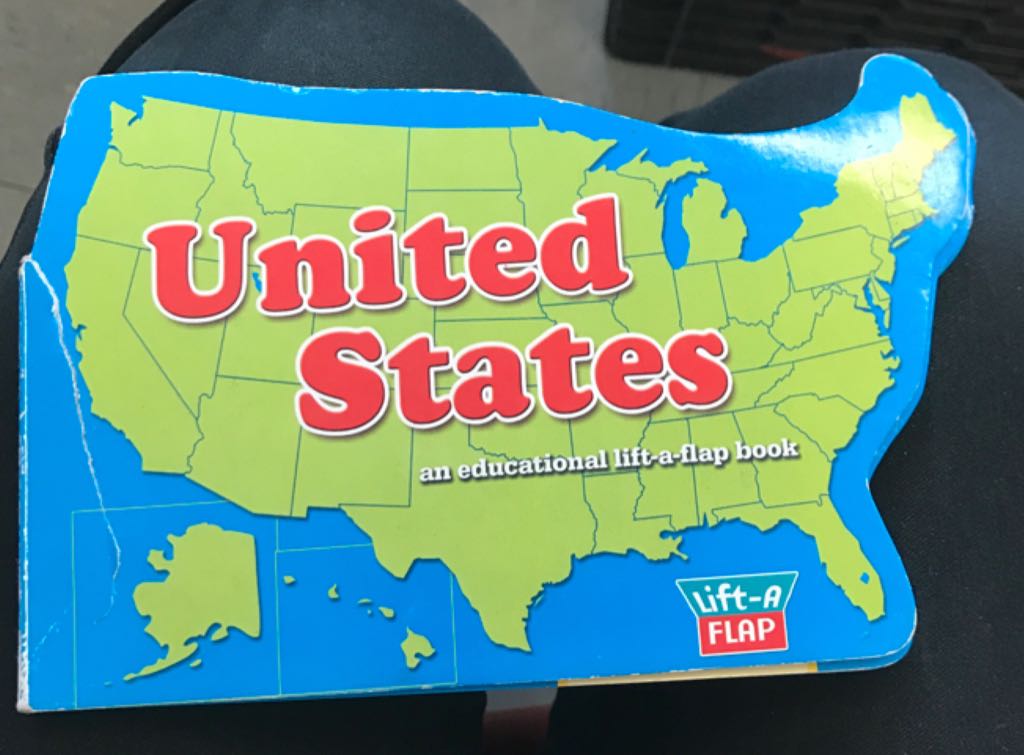 United
States
an educational lift-a-flap book
Lift-A
FLAP